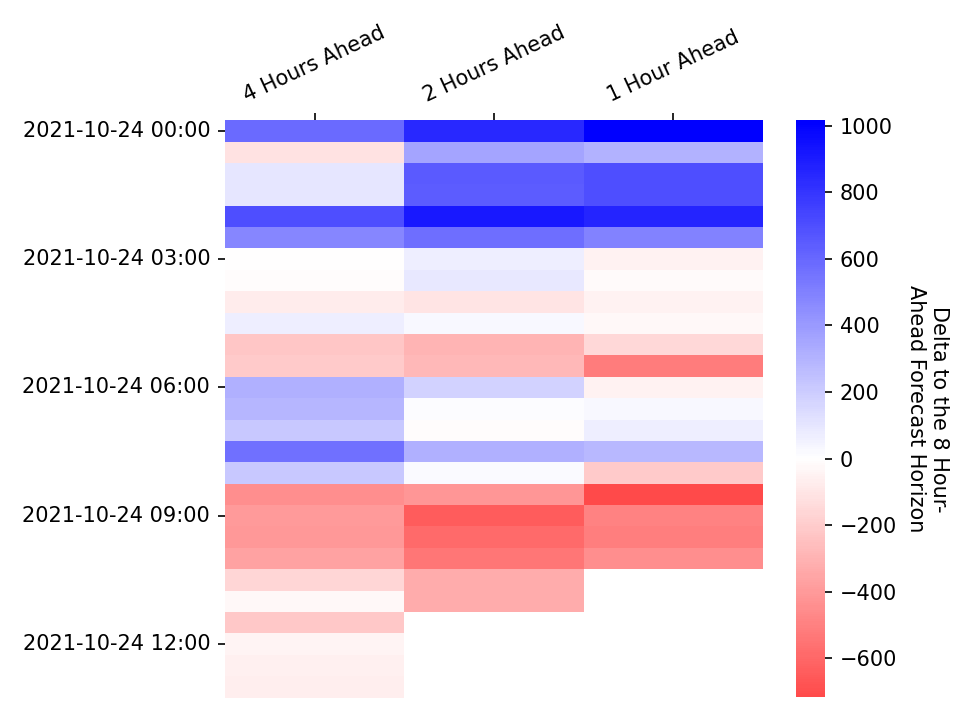 4 Hours Ahead
2 Hours Ahead
1 Hour Ahead
2021-10-24 00:00
2021-10-24 03:00
2021-10-24 06:00
2021-10-24 09:00
2021-10-24 12:00
1000
800
600
400
200
0
−200
−400
−600
Delta to the 8 Hour-
Ahead Forecast Horizon